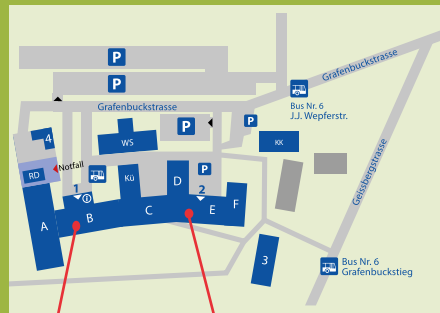 P
P
Grafenbuckstrasse
Grafenbuckstrasse
Bus Nr. 6
J.J. Wepferstr.
P
P
4
WS
KK
Geissbergstrasse
Notfall
RD
Kü
D
P
1
i
2
A
B
C
E
F
3
Bus Nr. 6
Grafenbuckstieg